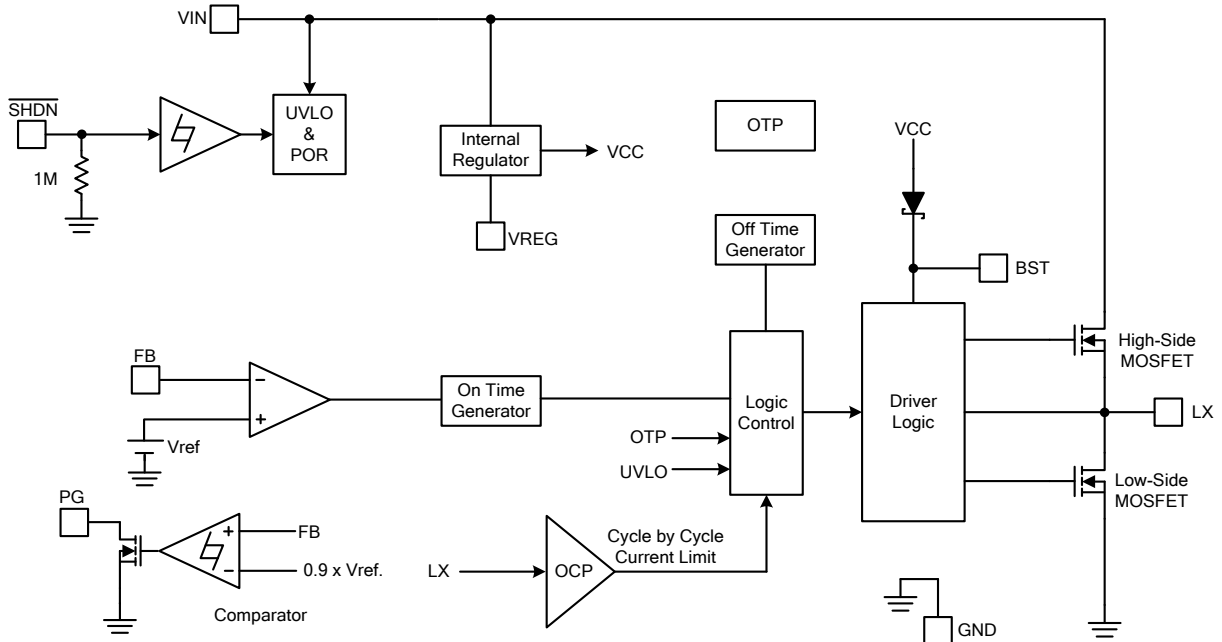 VIN
SHDN
UVLO
&
POR
1M
Internal
Regulator
VCC
VREG
OTP
VCC
Off Time
Generator
BST
FB
−
+
Vref
On Time
Generator
Logic
Control
OTP
UVLO
Driver
Logic
High-Side
MOSFET
LX
Low-Side
MOSFET
PG
+
−
FB
0.9 x Vref.
Comparator
LX
OCP
Cycle by Cycle
Current Limit
GND